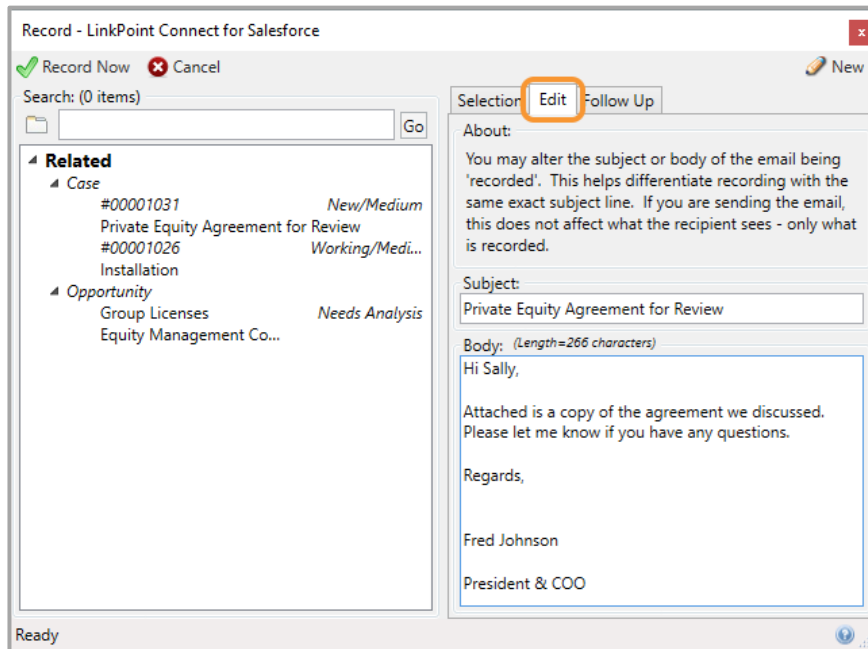 Record - LinkPoint Connect for Salesforce
x
Record Now Cancel New
Search: (0 items)
Go
Related
Case
#00001031 New/Medium
Private Equity Agreement for Review
#00001026 Working/Medi...
Installation
Opportunity
Group Licenses Needs Analysis
Equity Management Co...
Selection Edit Follow Up
About:
You may alter the subject or body of the email being
'recorded'. This helps differentiate recording with the
same exact subject line. If you are sending the email,
this does not affect what the recipient sees - only what
is recorded.
Subject:
Private Equity Agreement for Review
Body: (Length=266 characters)
Hi Sally,
Attached is a copy of the agreement we discussed.
Please let me know if you have any questions.
Regards,
Fred Johnson
President & COO
Ready
?